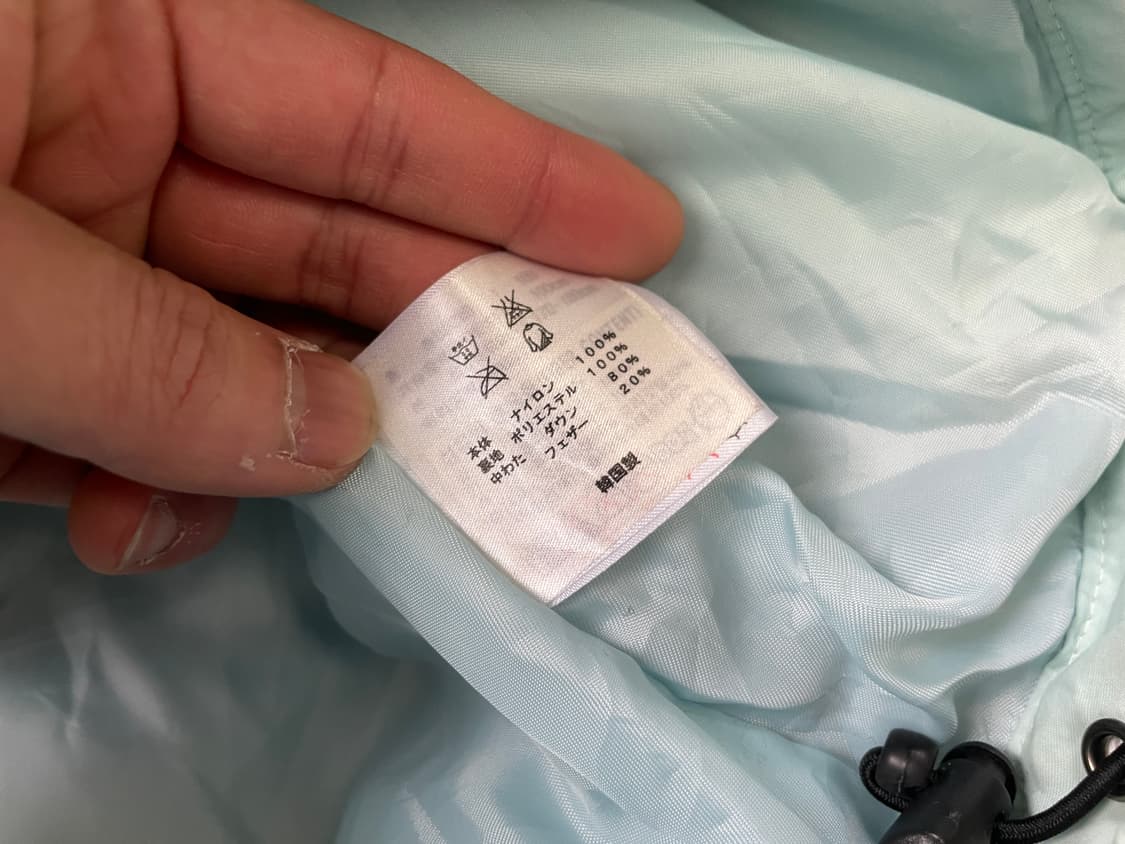 本体 ナイロン 100%
裏地 ポリエステル 100%
中わた ダウン 80%
フェザー 20%
韓国製